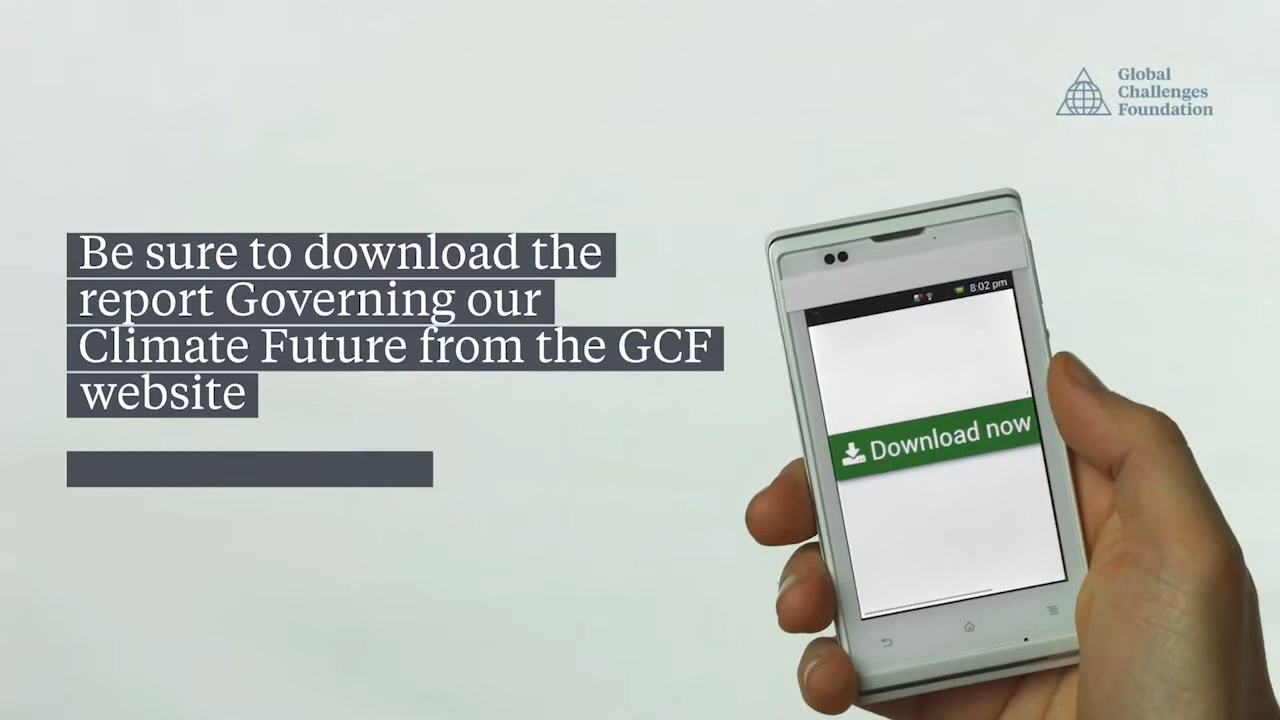 Global
Challenges
Foundation
Be sure to download the
report Governing our
Climate Future from the GCF
website
8:02 pm
Download now